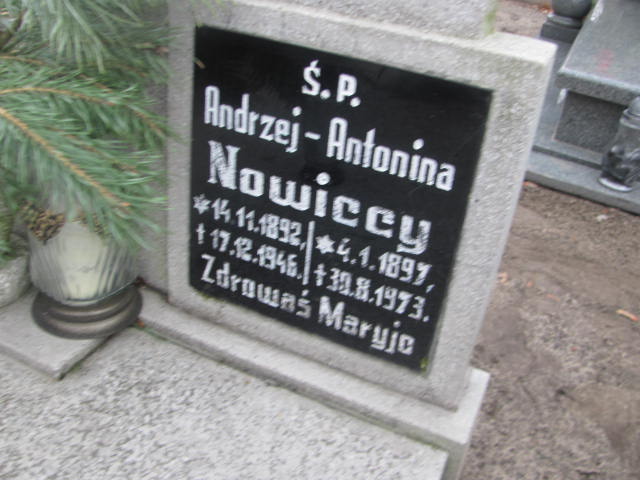 Ś.P.
Andrzej - Antonina
Nowiccy
* 14.11.1892, * 4.1.1897,
† 17.12.1946. † 30.8.1973.
Zdrowaś Maryjo